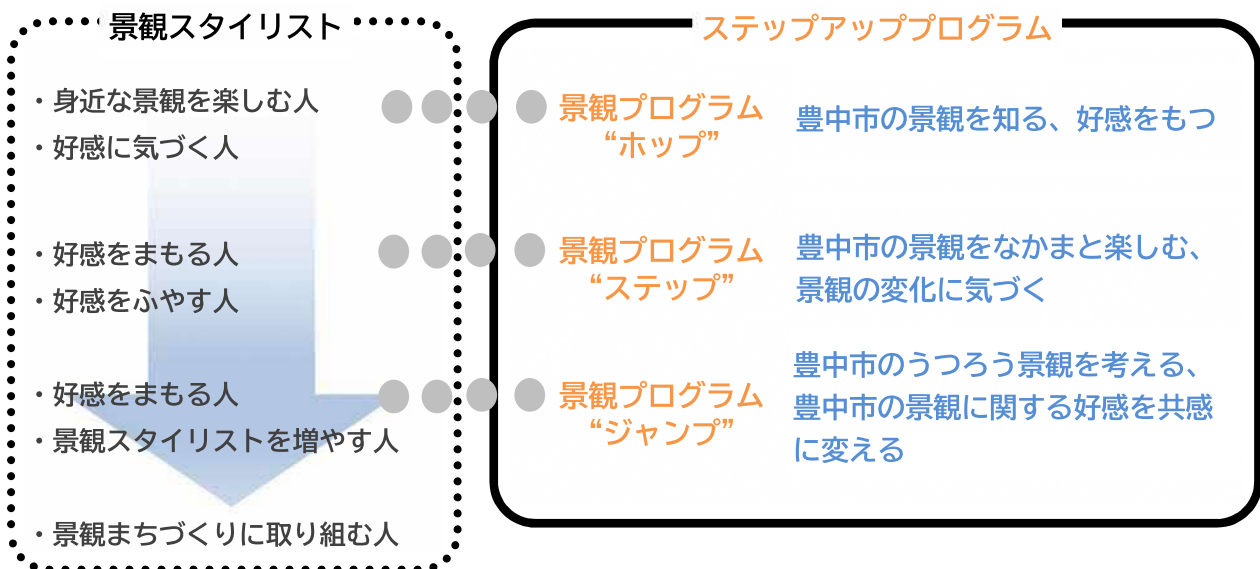 景観スタイリスト
・身近な景観を楽しむ人
・好感に気づく人
・好感をまもる人
・好感をふやす人
・好感をまもる人
・景観スタイリストを増やす人
・景観まちづくりに取り組む人
ステップアッププログラム
景観プログラム
“ホップ”
豊中市の景観を知る、好感をもつ
景観プログラム
“ステップ”
豊中市の景観をなかまと楽しむ、
景観の変化に気づく
景観プログラム
“ジャンプ”
豊中市のうつろう景観を考える、
豊中市の景観に関する好感を共感
に変える